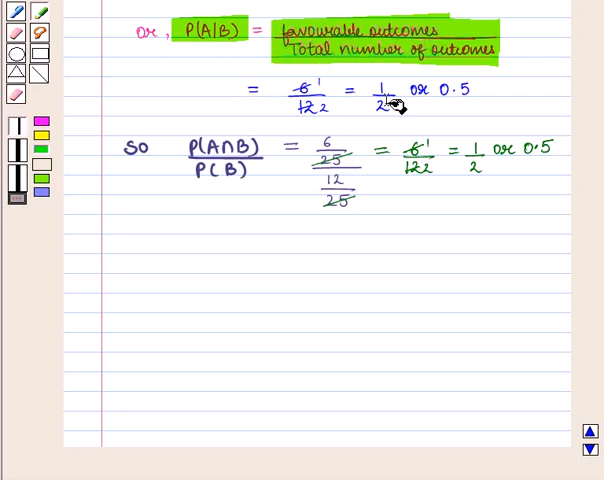 or, P(A|B) = favourable outcomes / Total number of outcomes
= 6 1 / 12 2 = 1/2 or 0.5
So P(A∩B) / P(B) = 6/25 / 12/25 = 6 1 / 12 2 = 1/2 or 0.5